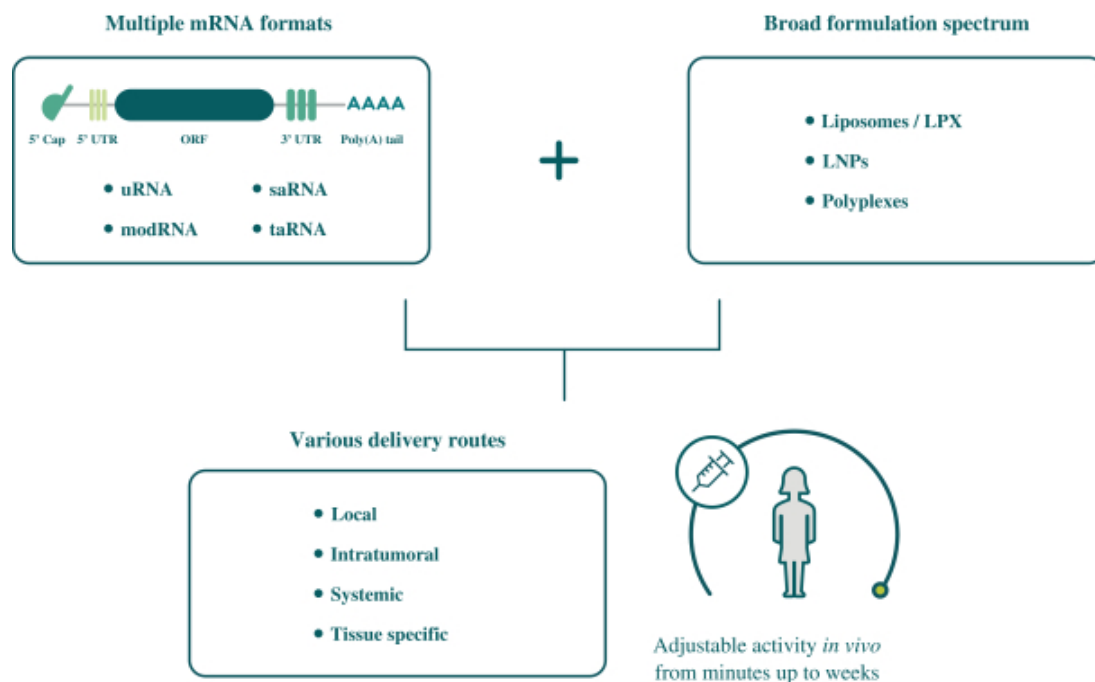 Multiple mRNA formats
Broad formulation spectrum
AAAA
5' Cap 5' UTR ORF 3' UTR Poly(A) tail
• uRNA • saRNA
• modRNA • taRNA
• Liposomes / LPX
• LNPs
• Polyplexes
Various delivery routes
• Local
• Intratumoral
• Systemic
• Tissue specific
Adjustable activity in vivo
from minutes up to weeks